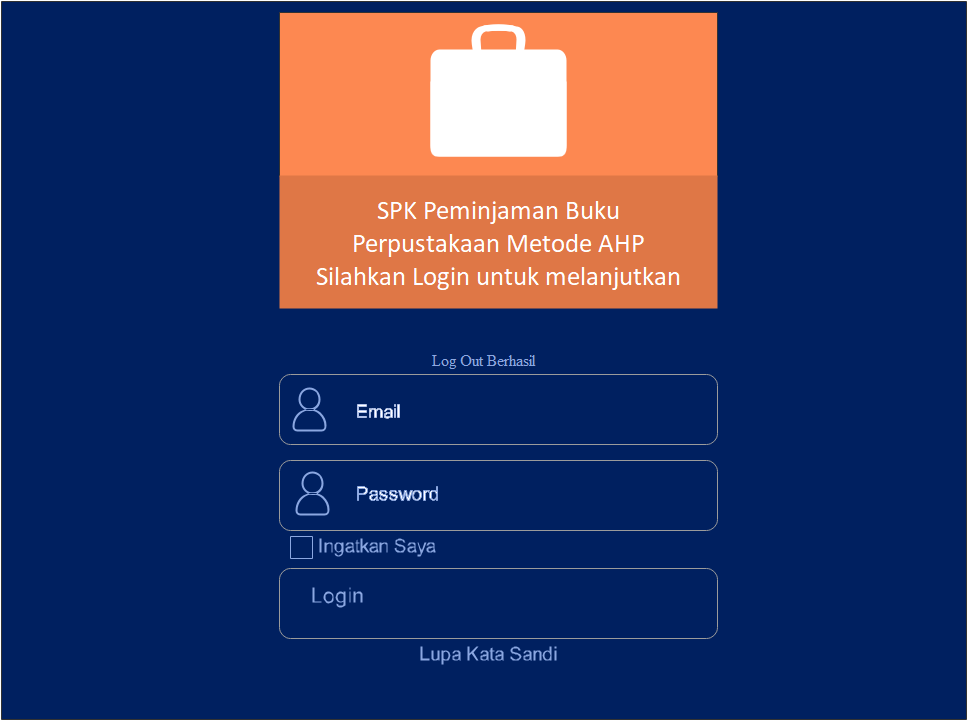 SPK Peminjaman Buku
Perpustakaan Metode AHP
Silahkan Login untuk melanjutkan
Log Out Berhasil
Email
Password
Ingatkan Saya
Login
Lupa Kata Sandi